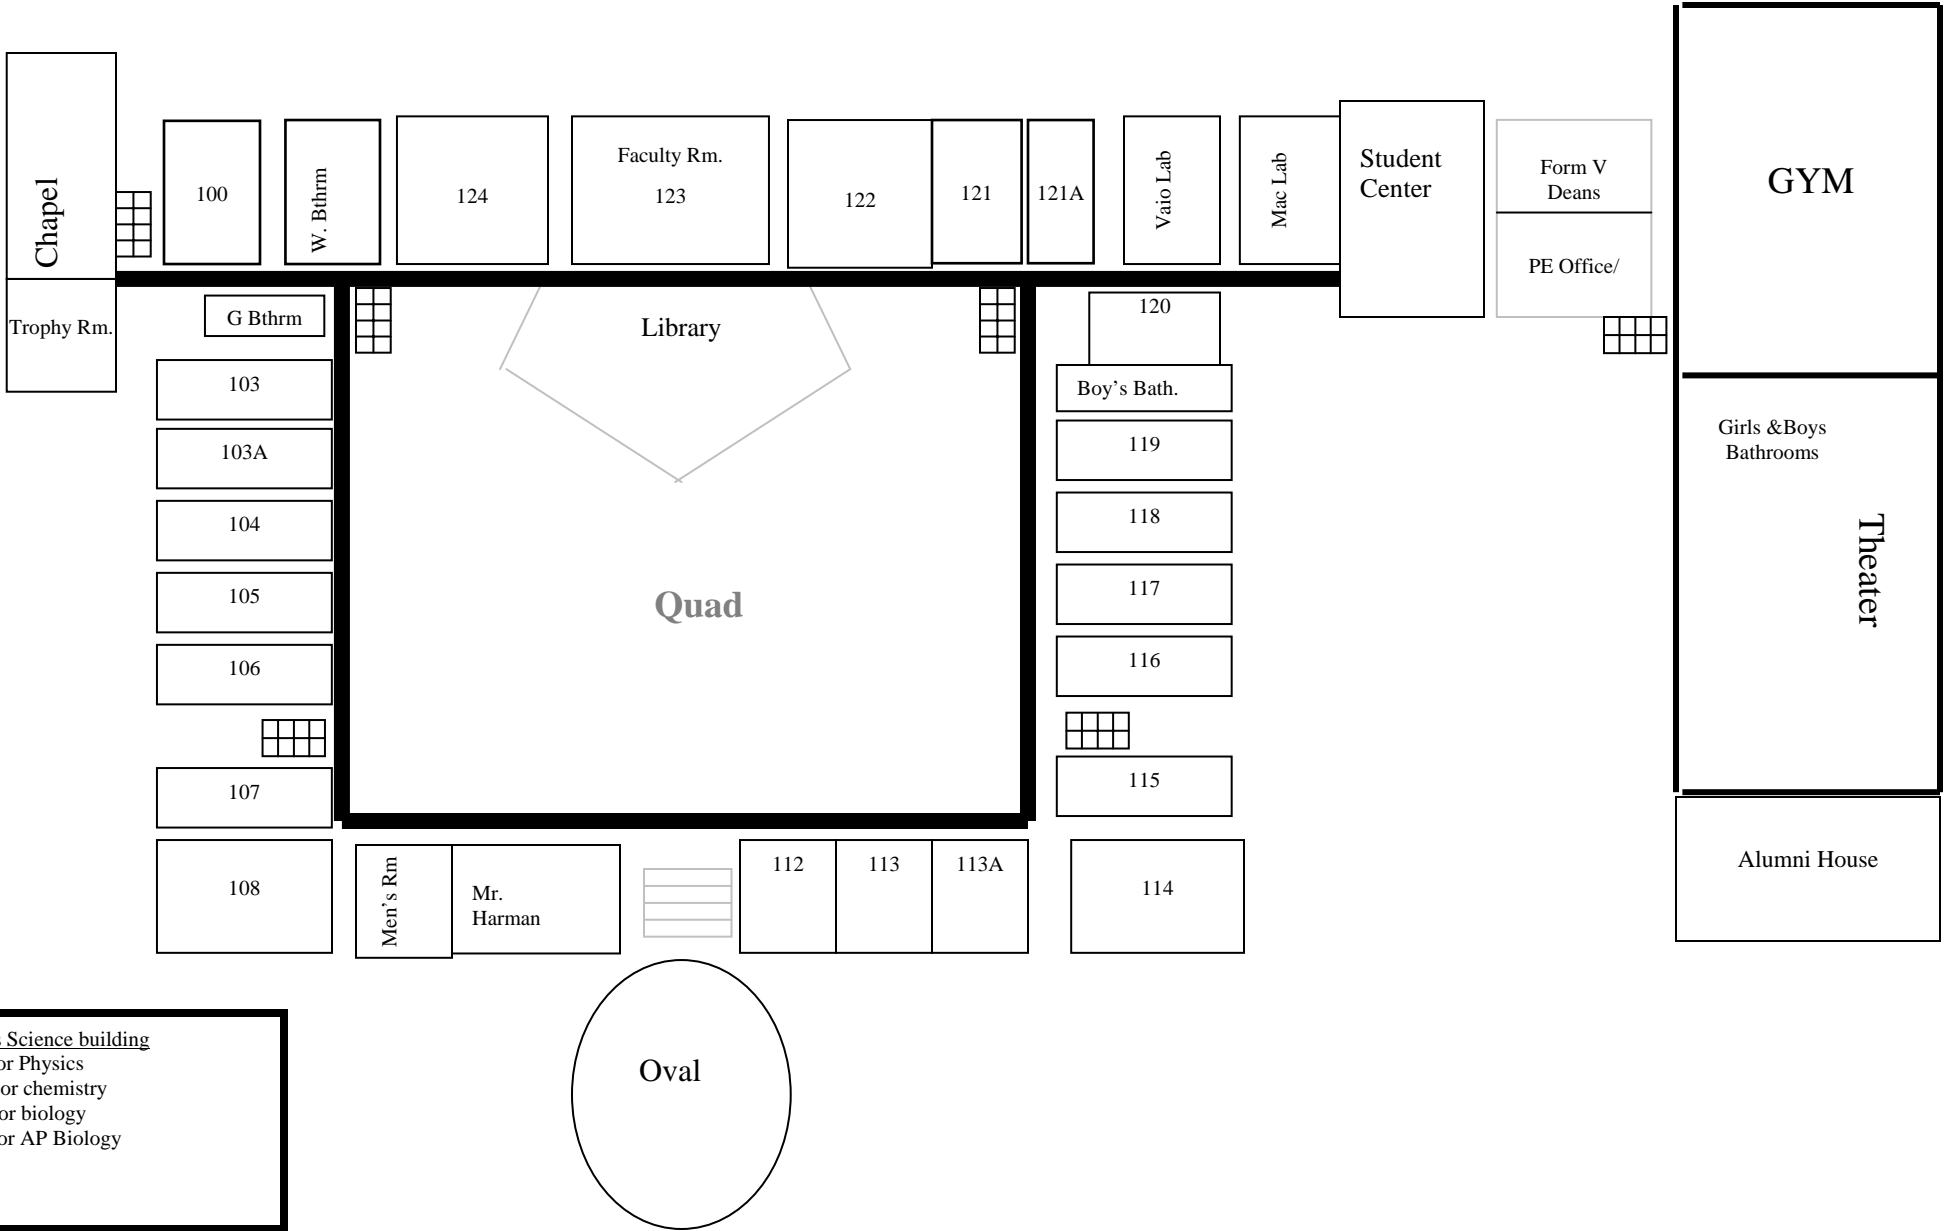 Chapel
Trophy Rm.
100
W. Bthrm
124
Faculty Rm.
123
122
121
121A
Vaio Lab
Mac Lab
Student
Center
Form V
Deans
PE Office/
GYM
G Bthrm
Library
120
103
Boy's Bath.
103A
119
Girls &Boys
Bathrooms
104
118
Theater
105
Quad
117
106
116
107
115
108
Men's Rm
Mr.
Harman
112
113
113A
114
Alumni House
Science building
or Physics
or chemistry
or biology
or AP Biology
Oval